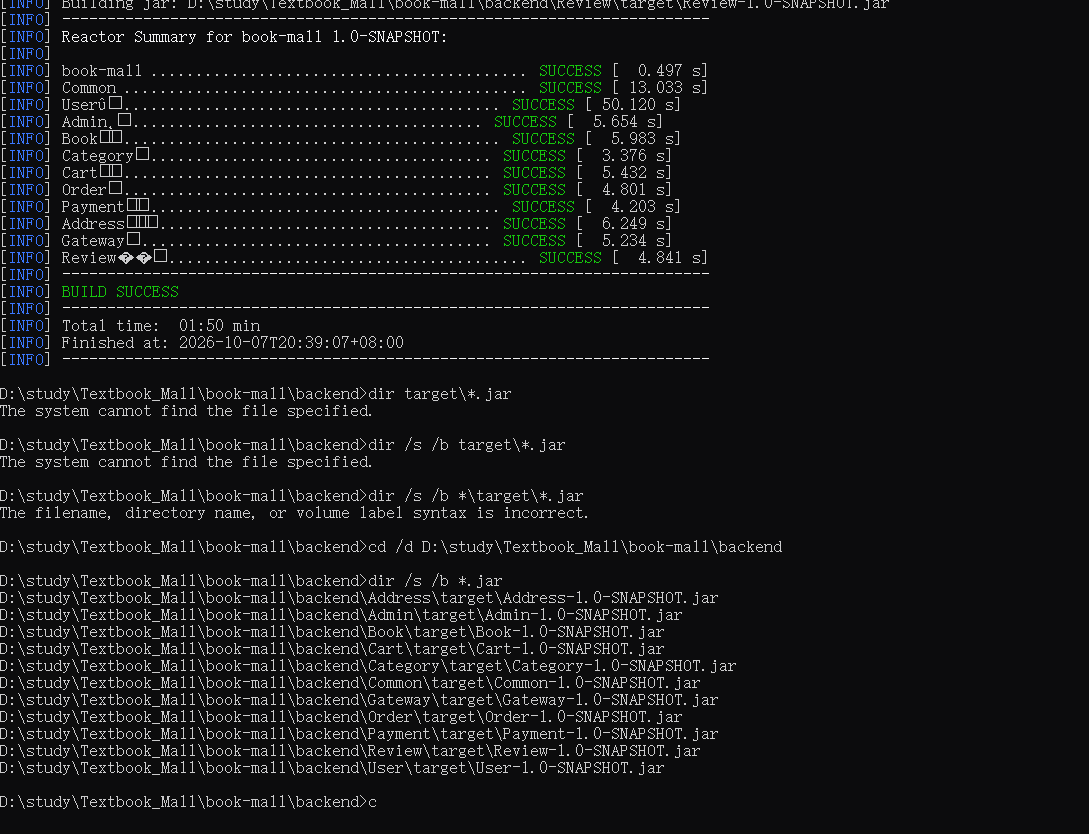 [INFO] Building jar: D:\study\Textbook_Mall\book-mall\backend\Review\target\Review-1.0-SNAPSHOT.jar
[INFO] ------------------------------------------------------------------------
[INFO] Reactor Summary for book-mall 1.0-SNAPSHOT:
[INFO]
[INFO] book-mall .......................................... SUCCESS [  0.497 s]
[INFO] Common ............................................. SUCCESS [ 13.033 s]
[INFO] Userû□.......................................... SUCCESS [ 50.120 s]
[INFO] Admin¸□........................................ SUCCESS [  5.654 s]
[INFO] Book□□.......................................... SUCCESS [  5.983 s]
[INFO] Category□...................................... SUCCESS [  3.376 s]
[INFO] Cart□□.......................................... SUCCESS [  5.432 s]
[INFO] Order□......................................... SUCCESS [  4.801 s]
[INFO] Payment□□....................................... SUCCESS [  4.203 s]
[INFO] Address□□□..................................... SUCCESS [  6.249 s]
[INFO] Gateway□....................................... SUCCESS [  5.234 s]
[INFO] Review��□........................................ SUCCESS [  4.841 s]
[INFO] ------------------------------------------------------------------------
[INFO] BUILD SUCCESS
[INFO] ------------------------------------------------------------------------
[INFO] Total time:  01:50 min
[INFO] Finished at: 2026-10-07T20:39:07+08:00
[INFO] ------------------------------------------------------------------------
D:\study\Textbook_Mall\book-mall\backend>dir target\*.jar
The system cannot find the file specified.
D:\study\Textbook_Mall\book-mall\backend>dir /s /b target\*.jar
The system cannot find the file specified.
D:\study\Textbook_Mall\book-mall\backend>dir /s /b *\target\*.jar
The filename, directory name, or volume label syntax is incorrect.
D:\study\Textbook_Mall\book-mall\backend>cd /d D:\study\Textbook_Mall\book-mall\backend
D:\study\Textbook_Mall\book-mall\backend>dir /s /b *.jar
D:\study\Textbook_Mall\book-mall\backend\Address\target\Address-1.0-SNAPSHOT.jar
D:\study\Textbook_Mall\book-mall\backend\Admin\target\Admin-1.0-SNAPSHOT.jar
D:\study\Textbook_Mall\book-mall\backend\Book\target\Book-1.0-SNAPSHOT.jar
D:\study\Textbook_Mall\book-mall\backend\Cart\target\Cart-1.0-SNAPSHOT.jar
D:\study\Textbook_Mall\book-mall\backend\Category\target\Category-1.0-SNAPSHOT.jar
D:\study\Textbook_Mall\book-mall\backend\Common\target\Common-1.0-SNAPSHOT.jar
D:\study\Textbook_Mall\book-mall\backend\Gateway\target\Gateway-1.0-SNAPSHOT.jar
D:\study\Textbook_Mall\book-mall\backend\Order\target\Order-1.0-SNAPSHOT.jar
D:\study\Textbook_Mall\book-mall\backend\Payment\target\Payment-1.0-SNAPSHOT.jar
D:\study\Textbook_Mall\book-mall\backend\Review\target\Review-1.0-SNAPSHOT.jar
D:\study\Textbook_Mall\book-mall\backend\User\target\User-1.0-SNAPSHOT.jar
D:\study\Textbook_Mall\book-mall\backend>c